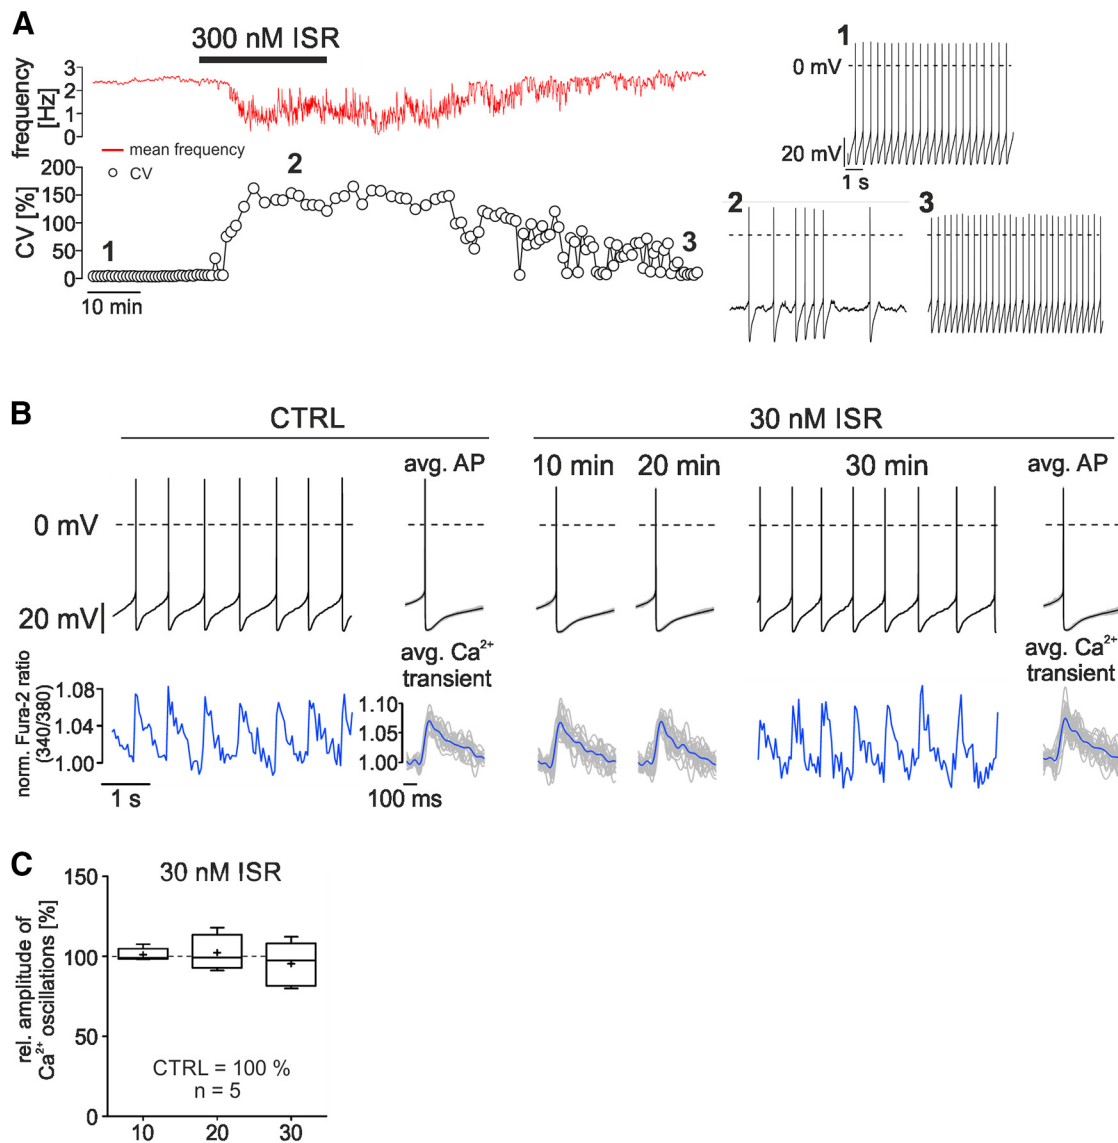 A
300 nM ISR
frequency
[Hz]
3
2
1
0
mean frequency
CV
CV [%]
200
150
100
50
0
1
2
3
10 min
1
0 mV
20 mV
1 s
2
3
B
CTRL
30 nM ISR
avg. AP
10 min
20 min
30 min
avg. AP
0 mV
20 mV
avg. Ca²⁺
transient
avg. Ca²⁺
transient
norm. Fura-2 ratio
(340/380)
1.08
1.04
1.00
1.10
1.05
1.00
1 s
100 ms
C
30 nM ISR
rel. amplitude of
Ca²⁺ oscillations [%]
150
100
50
0
CTRL = 100 %
n = 5
10 20 30